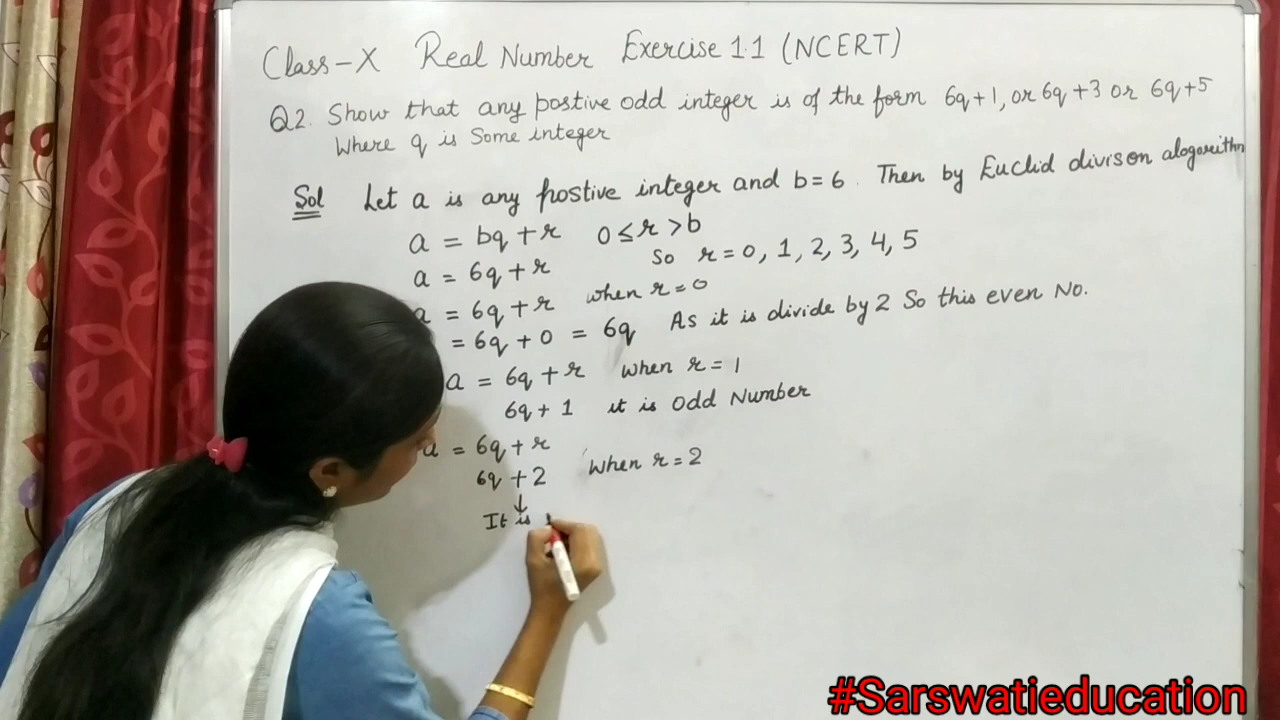 Class-X Real Number Exercise 1.1 (NCERT)
Q2. Show that any postive odd integer is of the form 6q+1, or 6q+3 or 6q+5
Where q is Some integer
Sol Let a is any postive integer and b=6. Then by Euclid divison alogorithn
a = bq + r 0 ≤ r > b
a = 6q + r So r = 0, 1, 2, 3, 4, 5
a = 6q + r when r = 0
= 6q + 0 = 6q As it is divide by 2 So this even No.
a = 6q + r when r = 1
6q + 1 it is Odd Number
a = 6q + r
6q + 2 When r = 2
↓
It is
#Sarswatieducation